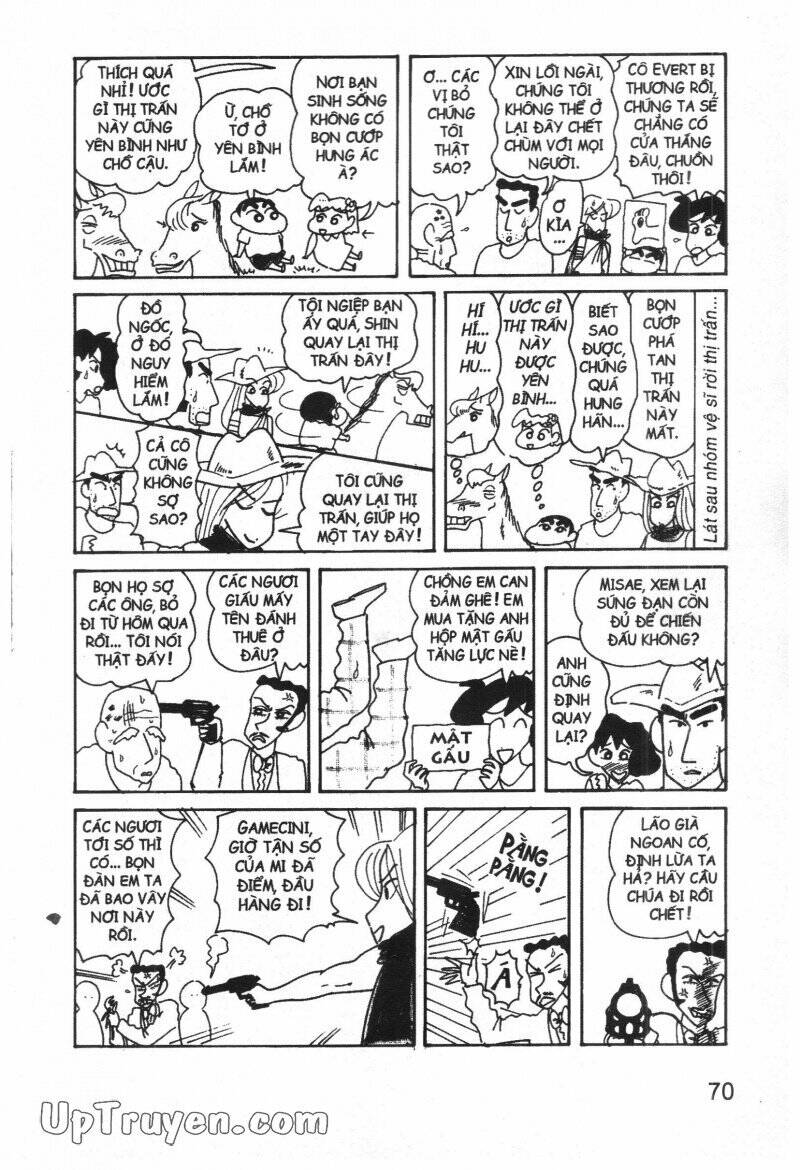 CÔ EVERT BỊ
THƯƠNG RỒI,
CHÚNG TA SẼ
CHẲNG CÓ
CỬA THẮNG
ĐÂU, CHUỒN
THÔI!
XIN LỖI NGÀI,
CHÚNG TÔI
KHÔNG THỂ Ở
LẠI ĐÂY CHẾT
CHÙM VỚI MỌI
NGƯỜI.
Ơ
KÌA
...
Ơ... CÁC
VỊ BỎ
CHÚNG
TÔI
THẬT
SAO?
NƠI BẠN
SINH SỐNG
KHÔNG CÓ
BỌN CƯỚP
HUNG ÁC
À?
Ừ, CHỖ
TỚ Ở
YÊN BÌNH
LẮM!
THÍCH QUÁ
NHỈ! ƯỚC
GÌ THỊ TRẤN
NÀY CŨNG
YÊN BÌNH NHƯ
CHỖ CẬU.
Lát sau nhóm vệ sĩ rời thị trấn...
BỌN
CƯỚP
PHÁ
TAN
THỊ
TRẤN
NÀY
MẤT.
BIẾT
SAO
ĐƯỢC,
CHÚNG
QUÁ
HUNG
HÃN...
ƯỚC GÌ
THỊ TRẤN
NÀY
ĐƯỢC
YÊN
BÌNH...
HÍ
HÍ...
HU
HU...
TỘI NGIỆP BẠN
ẤY QUÁ, SHIN
QUAY LẠI THỊ
TRẤN ĐÂY!
ĐỒ
NGỐC,
Ở ĐÓ
NGUY
HIỂM
LẮM!
TÔI CŨNG
QUAY LẠI THỊ
TRẤN, GIÚP HỌ
MỘT TAY ĐÂY!
CẢ CÔ
CŨNG
KHÔNG
SỢ
SAO?
MISAE, XEM LẠI
SÚNG ĐẠN CÒN
ĐỦ ĐỂ CHIẾN
ĐẤU KHÔNG?
ANH
CŨNG
ĐỊNH
QUAY
LẠI?
CHỒNG EM CAN
ĐẢM GHÊ! EM
MUA TẶNG ANH
HỘP MẬT GẤU
TĂNG LỰC NÈ!
MẬT
GẤU
CÁC NGƯƠI
GIẤU MẤY
TÊN ĐÁNH
THUÊ Ở
ĐÂU?
BỌN HỌ SỢ
CÁC ÔNG, BỎ
ĐI TỪ HÔM QUA
RỒI... TÔI NÓI
THẬT ĐẤY!
LÃO GIÀ
NGOAN CỐ,
ĐỊNH LỪA TA
HẢ? HÃY CẦU
CHÚA ĐI RỒI
CHẾT!
PẰNG
PẰNG!
Á
GAMECINI,
GIỜ TẬN SỐ
CỦA MI ĐÃ
ĐIỂM, ĐẦU
HÀNG ĐI!
CÁC NGƯƠI
TỚI SỐ THÌ
CÓ... BỌN
ĐÀN EM TA
ĐÃ BAO VÂY
NƠI NÀY
RỒI.
70
UpTruyen.com